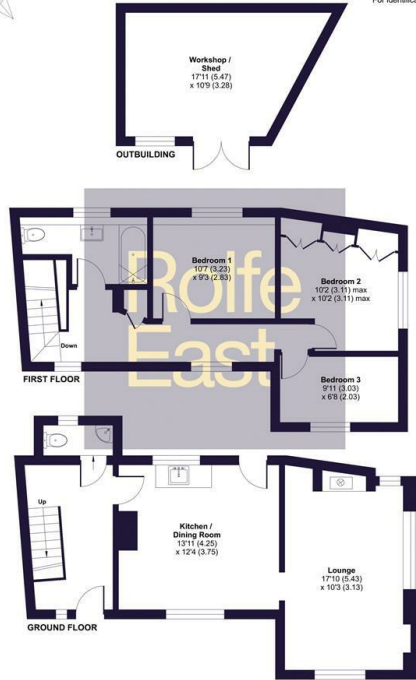 For identifica
Workshop /
Shed
17'11 (5.47)
x 10'9 (3.28)
OUTBUILDING
Rolfe
East
Bedroom 1
10'7 (3.23)
x 9'3 (2.83)
Bedroom 2
10'2 (3.11) max
x 10'2 (3.11) max
Down
Bedroom 3
9'11 (3.03)
x 6'8 (2.03)
FIRST FLOOR
Up
Kitchen /
Dining Room
13'11 (4.25)
x 12'4 (3.75)
Lounge
17'10 (5.43)
x 10'3 (3.13)
GROUND FLOOR